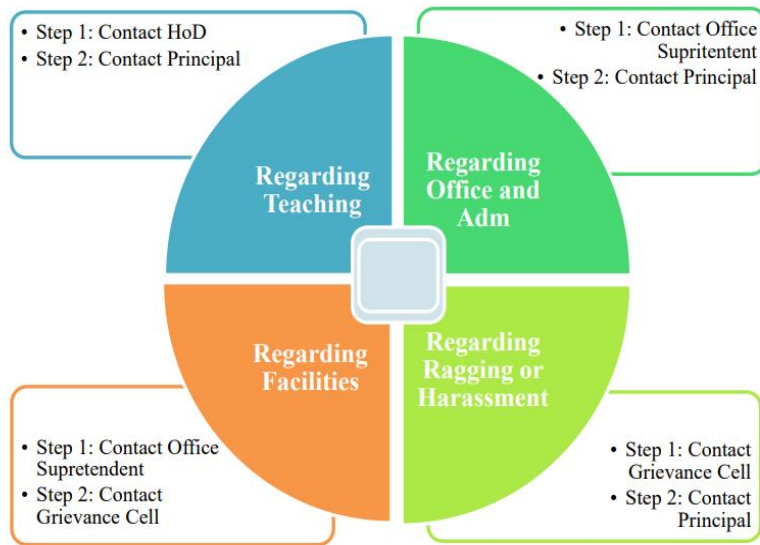 • Step 1: Contact HoD
• Step 2: Contact Principal
• Step 1: Contact Office
Supritentent
• Step 2: Contact Principal
Regarding
Teaching
Regarding
Office and
Adm
Regarding
Facilities
Regarding
Ragging or
Harassment
• Step 1: Contact Office
Supretendent
• Step 2: Contact
Grievance Cell
• Step 1: Contact
Grievance Cell
• Step 2: Contact
Principal